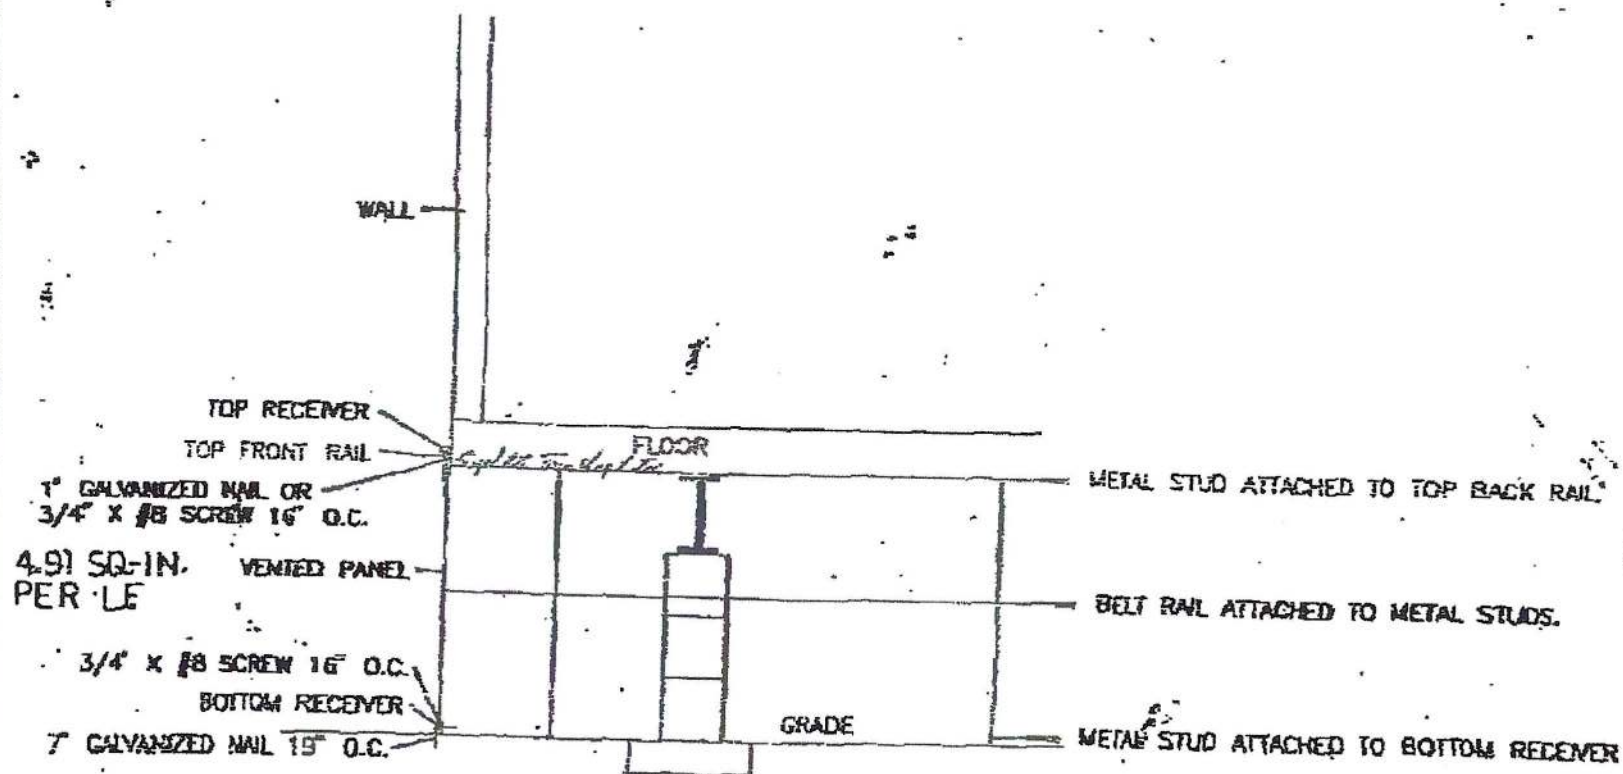 WALL
TOP RECEIVER
TOP FRONT RAIL
FLOOR
1" GALVANIZED NAIL OR
3/4" X #8 SCREW 16" O.C.
METAL STUD ATTACHED TO TOP BACK RAIL.
4.91 SQ-IN.
PER LF
VENTED PANEL
BELT RAIL ATTACHED TO METAL STUDS.
3/4" X #8 SCREW 16" O.C.
BOTTOM RECEIVER
GRADE
7" GALVANIZED NAIL 19" O.C.
METAL STUD ATTACHED TO BOTTOM RECEIVER